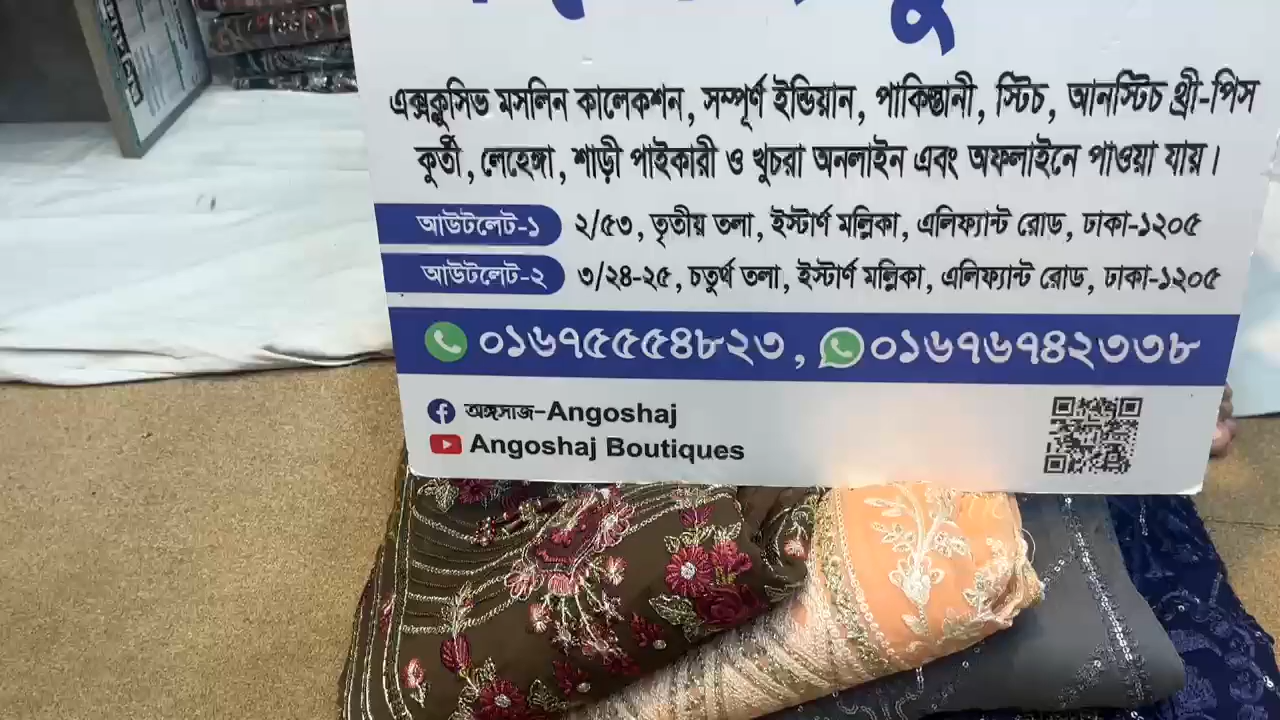 এক্সক্লুসিভ মসলিন কালেকশন, সম্পূর্ণ ইন্ডিয়ান, পাকিস্তানী, স্টিচ, আনস্টিচ থ্রী-পিস
কুর্তী, লেহেঙ্গা, শাড়ী পাইকারী ও খুচরা অনলাইন এবং অফলাইনে পাওয়া যায়।
আউটলেট-১ ২/৫৩, তৃতীয় তলা, ইস্টার্ণ মল্লিকা, এলিফ্যান্ট রোড, ঢাকা-১২০৫
আউটলেট-২ ৩/২৪-২৫, চতুর্থ তলা, ইস্টার্ণ মল্লিকা, এলিফ্যান্ট রোড, ঢাকা-১২০৫
০১৬৭৫৫৫৪৮২৩, ০১৬৭৬৭৪২৩৩৮
অঙ্গসাজ-Angoshaj
Angoshaj Boutiques